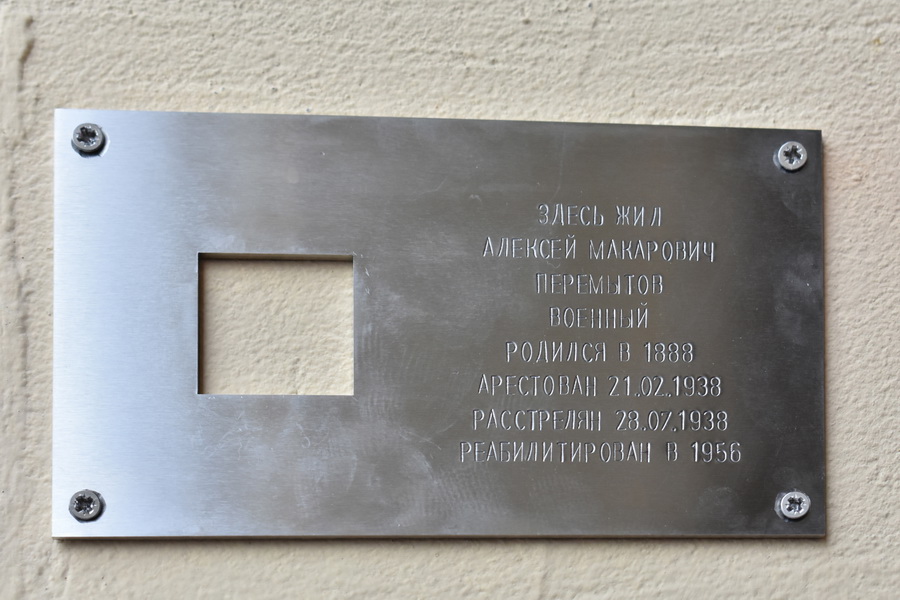 ЗДЕСЬ ЖИЛ
АЛЕКСЕЙ МАКАРОВИЧ
ПЕРЕМЫТОВ
ВОЕННЫЙ
РОДИЛСЯ В 1888
АРЕСТОВАН 21.02.1938
РАССТРЕЛЯН 28.07.1938
РЕАБИЛИТИРОВАН В 1956